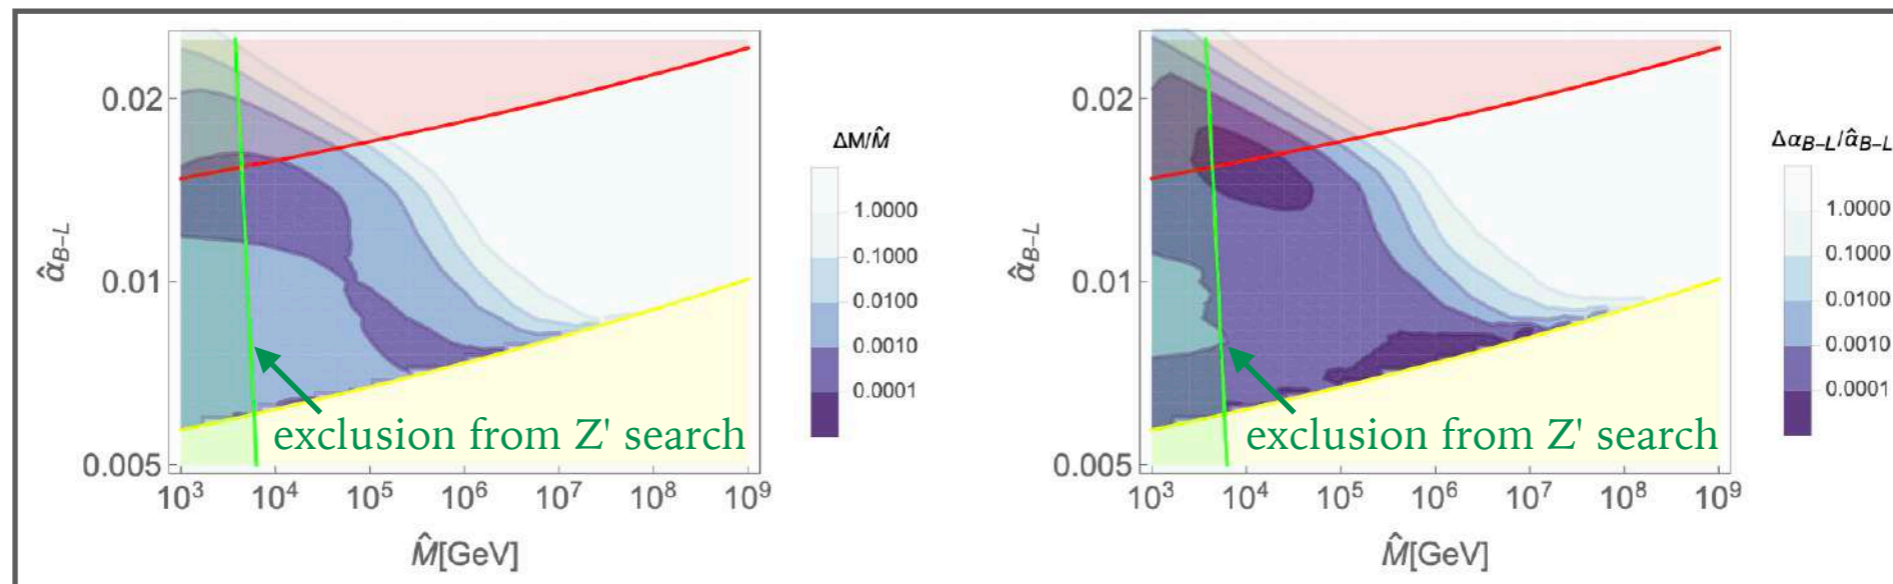 0.02
0.01
0.005
α̂B−L
10³ 10⁴ 10⁵ 10⁶ 10⁷ 10⁸ 10⁹
M̂[GeV]
exclusion from Z' search
ΔM/M̂
1.0000
0.1000
0.0100
0.0010
0.0001
0.02
0.01
0.005
α̂B−L
10³ 10⁴ 10⁵ 10⁶ 10⁷ 10⁸ 10⁹
M̂[GeV]
exclusion from Z' search
ΔαB−L/α̂B−L
1.0000
0.1000
0.0100
0.0010
0.0001